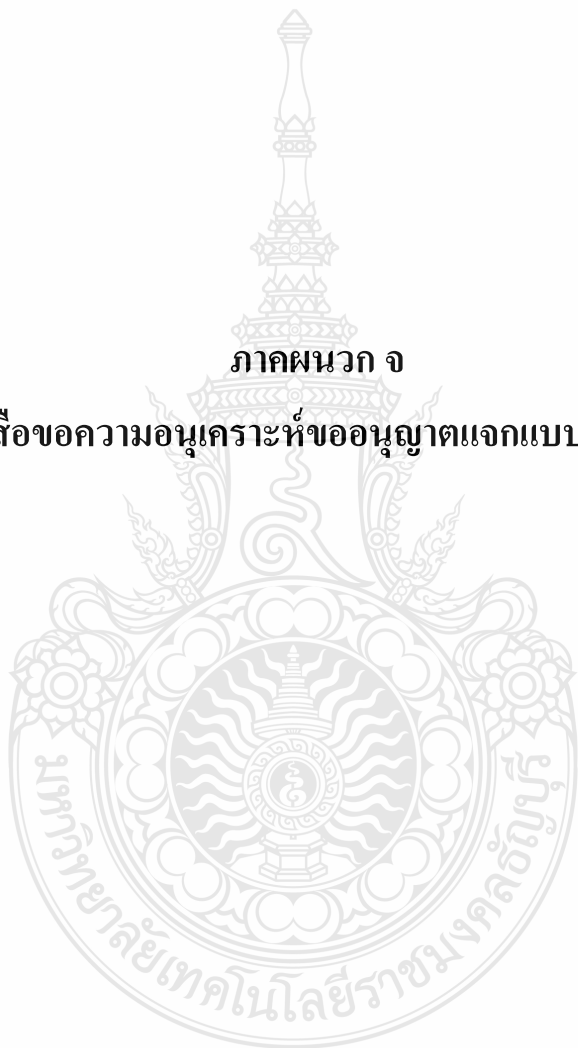 ภาคผนวก จ
สือขอความอนุเคราะห์ขออนุญาตแจกแบบ
มหาวิทยาลัยเทคโนโลยีราชมงคลธัญบุรี